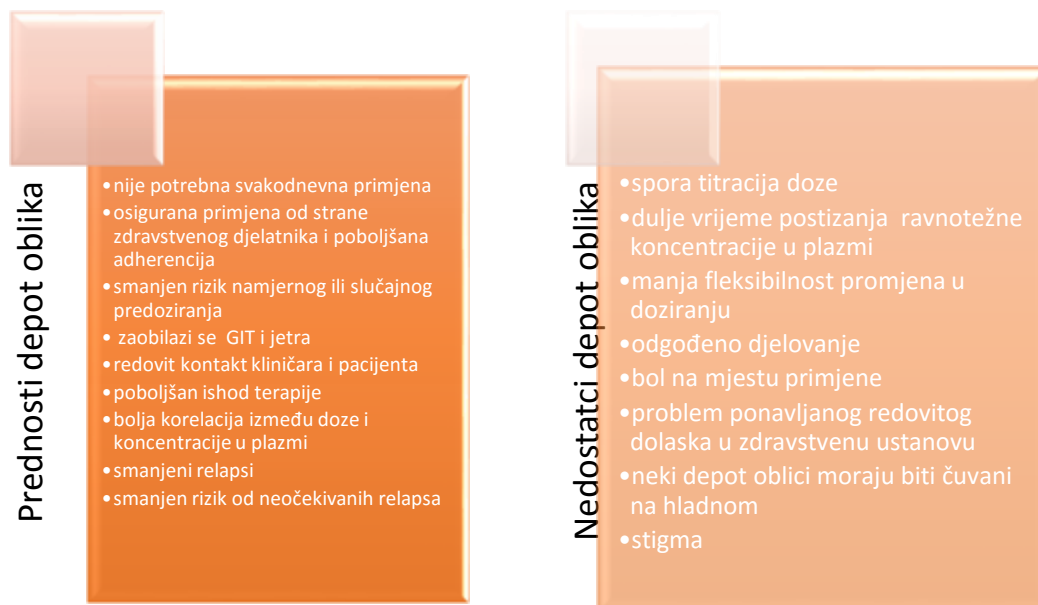 Prednosti depot oblika
•nije potrebna svakodnevna primjena
•osigurana primjena od strane
zdravstvenog djelatnika i poboljšana
adherencija
•smanjen rizik namjernog ili slučajnog
predoziranja
• zaobilazi se GIT i jetra
•redovit kontakt kliničara i pacijenta
•poboljšan ishod terapije
•bolja korelacija između doze i
koncentracije u plazmi
•smanjeni relapsi
•smanjen rizik od neočekivanih relapsa
Nedostatci depot oblika
•spora titracija doze
•dulje vrijeme postizanja ravnotežne
koncentracije u plazmi
•manja fleksibilnost promjena u
doziranju
•odgođeno djelovanje
•bol na mjestu primjene
•problem ponavljanog redovitog
dolaska u zdravstvenu ustanovu
•neki depot oblici moraju biti čuvani
na hladnom
•stigma